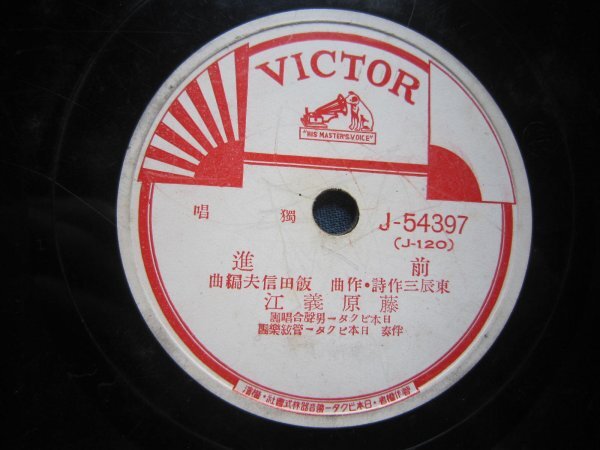 VICTOR
"HIS MASTER'S VOICE"
獨唱
J-54397
(J-120)
前進
東辰三作詩・作曲 飯田信夫編曲
藤原義江
日本ビクター男聲合唱團
伴奏 日本ビクター管絃樂團
日本ビクター蓄音器株式會社・橫濱